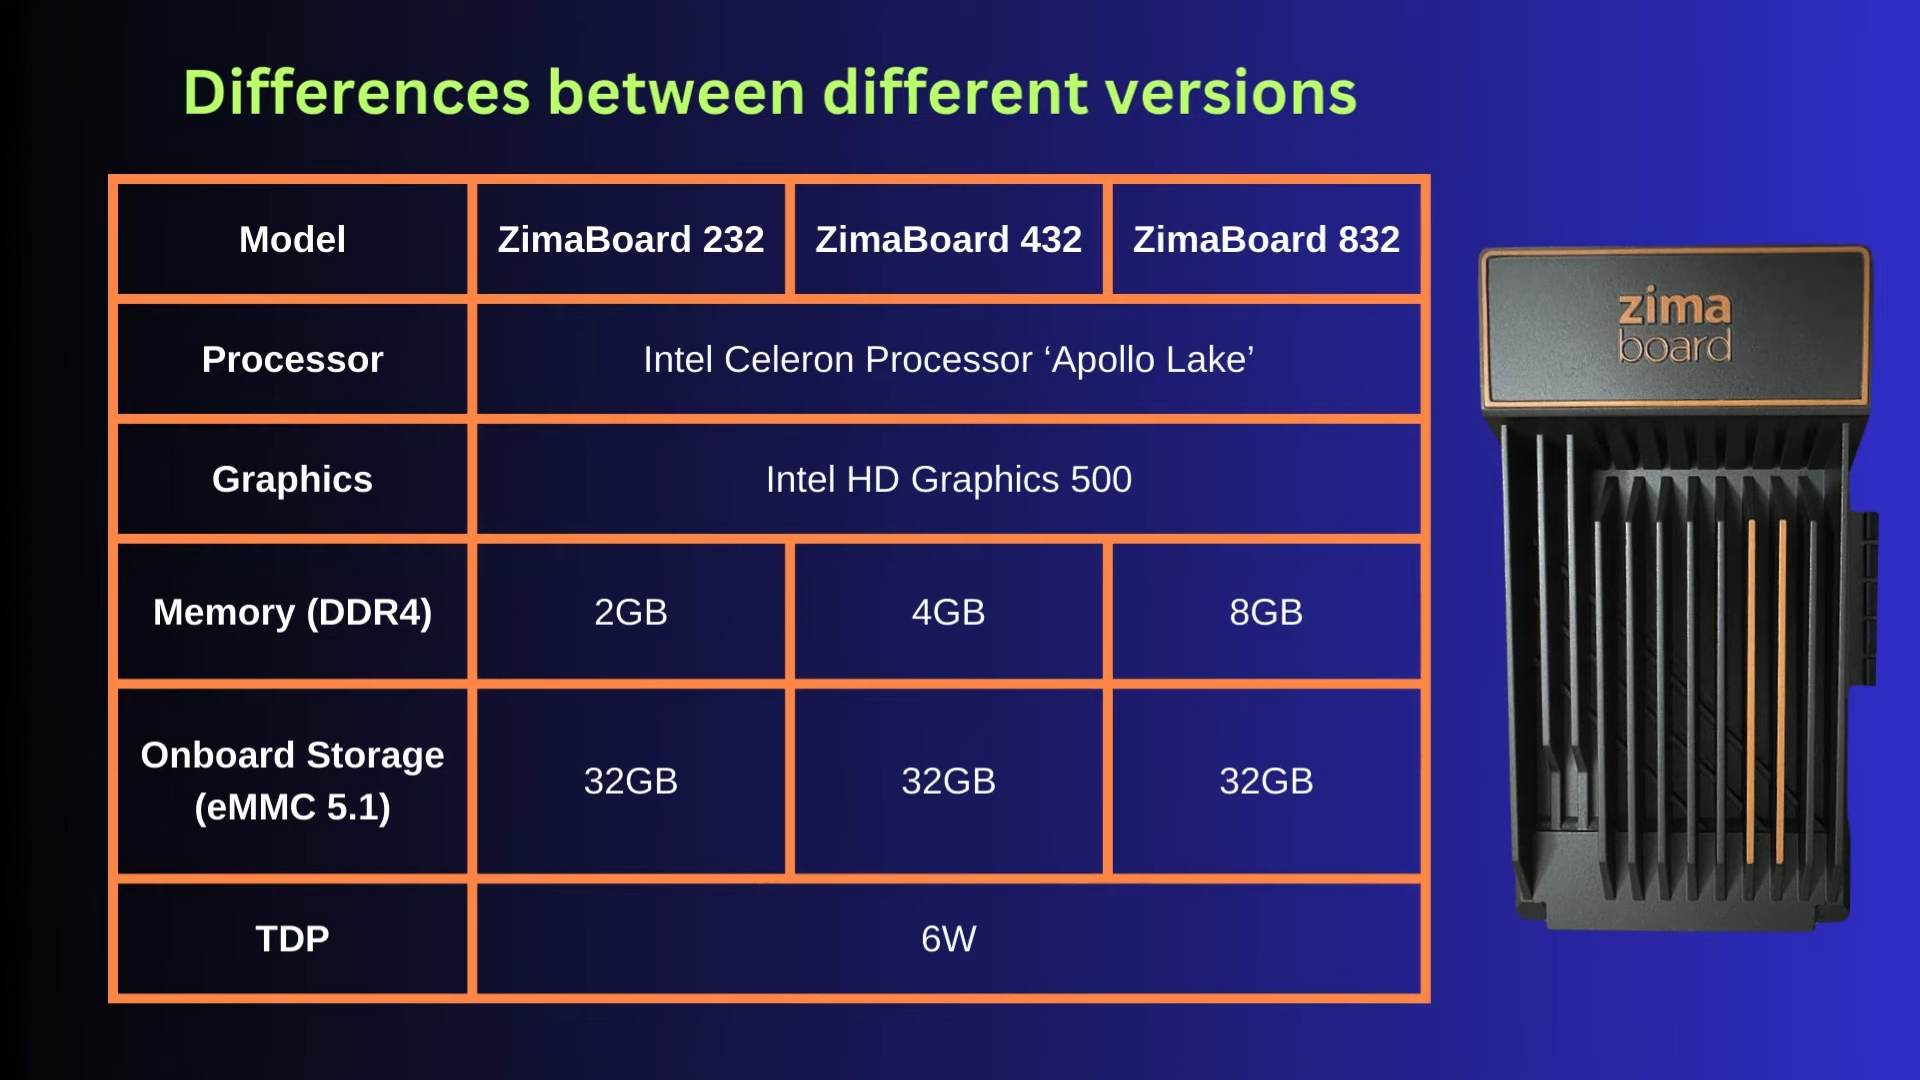 Differences between different versions
Model ZimaBoard 232 ZimaBoard 432 ZimaBoard 832
Processor Intel Celeron Processor ‘Apollo Lake’
Graphics Intel HD Graphics 500
Memory (DDR4) 2GB 4GB 8GB
Onboard Storage
(eMMC 5.1) 32GB 32GB 32GB
TDP 6W
zima
board